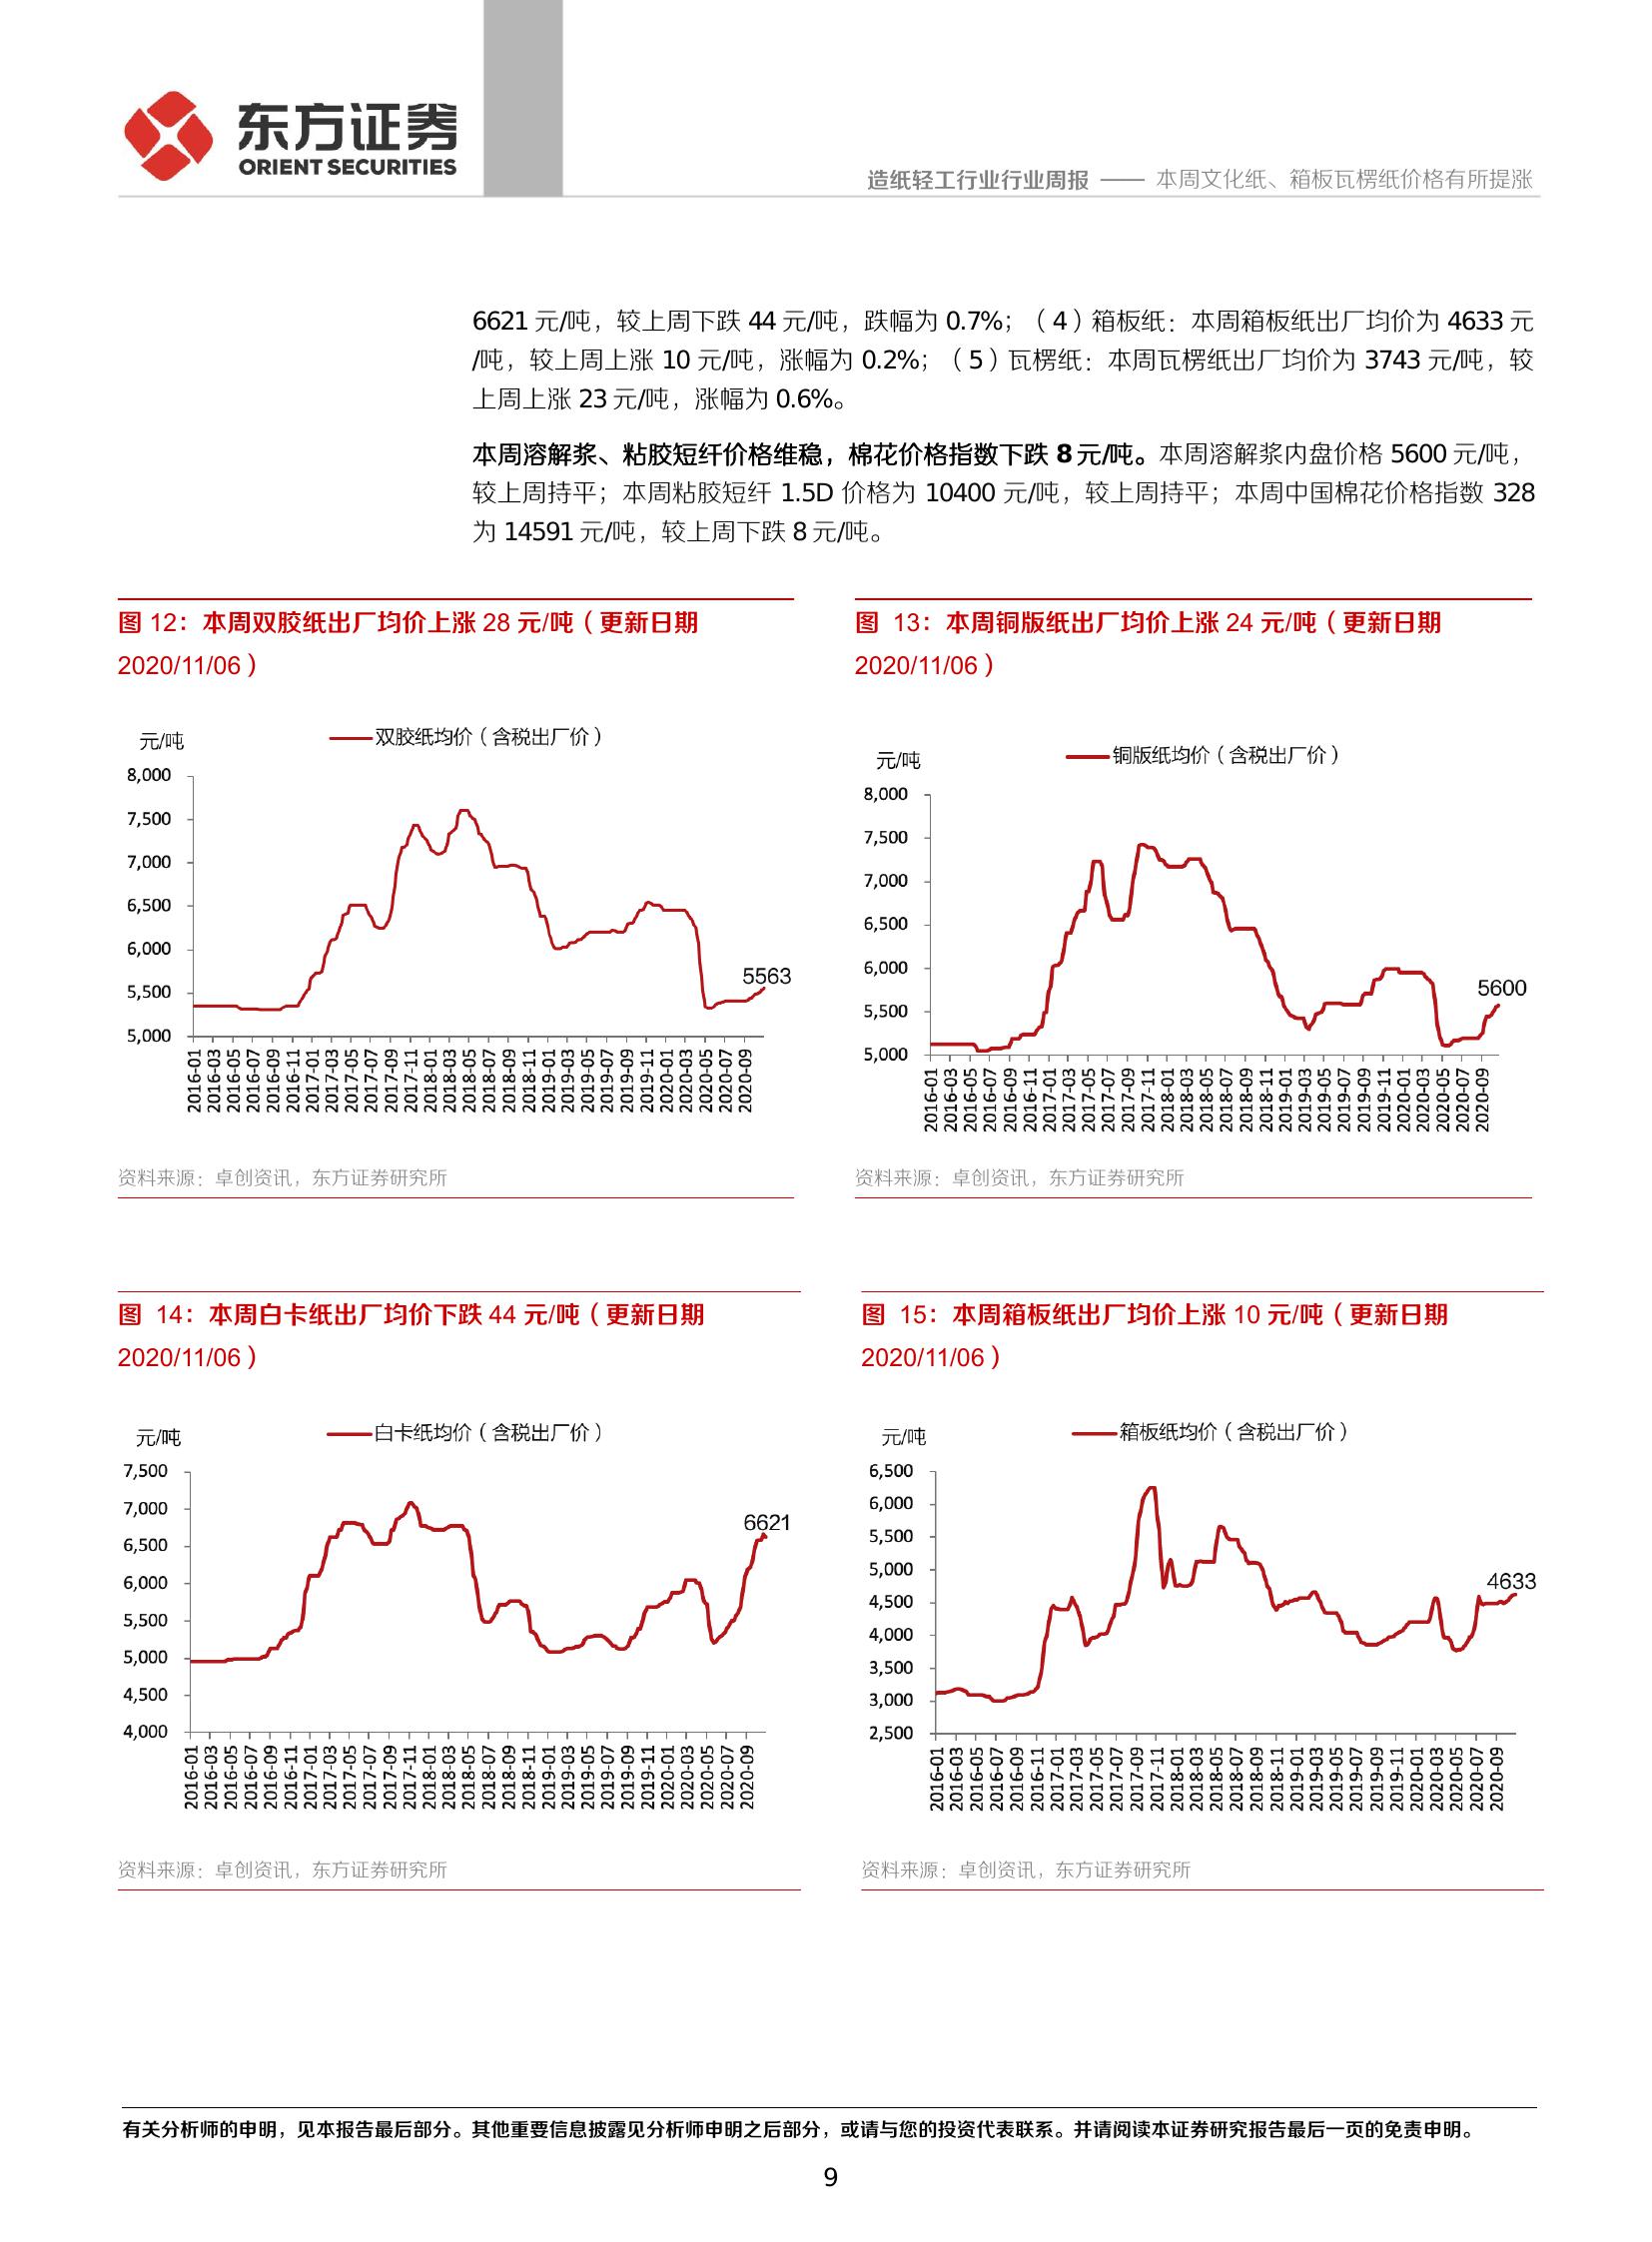 东方证券
ORIENT SECURITIES
造纸轻工行业行业周报 —— 本周文化纸、箱板瓦楞纸价格有所提涨
6621 元/吨，较上周下跌 44 元/吨，跌幅为 0.7%；（4）箱板纸：本周箱板纸出厂均价为 4633 元
/吨，较上周上涨 10 元/吨，涨幅为 0.2%；（5）瓦楞纸：本周瓦楞纸出厂均价为 3743 元/吨，较
上周上涨 23 元/吨，涨幅为 0.6%。
本周溶解浆、粘胶短纤价格维稳，棉花价格指数下跌 8 元/吨。本周溶解浆内盘价格 5600 元/吨，
较上周持平；本周粘胶短纤 1.5D 价格为 10400 元/吨，较上周持平；本周中国棉花价格指数 328
为 14591 元/吨，较上周下跌 8 元/吨。
图 12：本周双胶纸出厂均价上涨 28 元/吨（更新日期
2020/11/06）
元/吨
双胶纸均价（含税出厂价）
8,000
7,500
7,000
6,500
6,000
5,500
5,000
5563
2016-01 2016-03 2016-05 2016-07 2016-09 2016-11 2017-01 2017-03 2017-05 2017-07 2017-09 2017-11 2018-01 2018-03 2018-05 2018-07 2018-09 2018-11 2019-01 2019-03 2019-05 2019-07 2019-09 2019-11 2020-01 2020-03 2020-05 2020-07 2020-09
资料来源：卓创资讯，东方证券研究所
图 13：本周铜版纸出厂均价上涨 24 元/吨（更新日期
2020/11/06）
元/吨
铜版纸均价（含税出厂价）
8,000
7,500
7,000
6,500
6,000
5,500
5,000
5600
2016-01 2016-03 2016-05 2016-07 2016-09 2016-11 2017-01 2017-03 2017-05 2017-07 2017-09 2017-11 2018-01 2018-03 2018-05 2018-07 2018-09 2018-11 2019-01 2019-03 2019-05 2019-07 2019-09 2019-11 2020-01 2020-03 2020-05 2020-07 2020-09
资料来源：卓创资讯，东方证券研究所
图 14：本周白卡纸出厂均价下跌 44 元/吨（更新日期
2020/11/06）
元/吨
白卡纸均价（含税出厂价）
7,500
7,000
6,500
6,000
5,500
5,000
4,500
4,000
6621
2016-01 2016-03 2016-05 2016-07 2016-09 2016-11 2017-01 2017-03 2017-05 2017-07 2017-09 2017-11 2018-01 2018-03 2018-05 2018-07 2018-09 2018-11 2019-01 2019-03 2019-05 2019-07 2019-09 2019-11 2020-01 2020-03 2020-05 2020-07 2020-09
资料来源：卓创资讯，东方证券研究所
图 15：本周箱板纸出厂均价上涨 10 元/吨（更新日期
2020/11/06）
元/吨
箱板纸均价（含税出厂价）
6,500
6,000
5,500
5,000
4,500
4,000
3,500
3,000
2,500
4633
2016-01 2016-03 2016-05 2016-07 2016-09 2016-11 2017-01 2017-03 2017-05 2017-07 2017-09 2017-11 2018-01 2018-03 2018-05 2018-07 2018-09 2018-11 2019-01 2019-03 2019-05 2019-07 2019-09 2019-11 2020-01 2020-03 2020-05 2020-07 2020-09
资料来源：卓创资讯，东方证券研究所
有关分析师的申明，见本报告最后部分。其他重要信息披露见分析师申明之后部分，或请与您的投资代表联系。并请阅读本证券研究报告最后一页的免责申明。
9